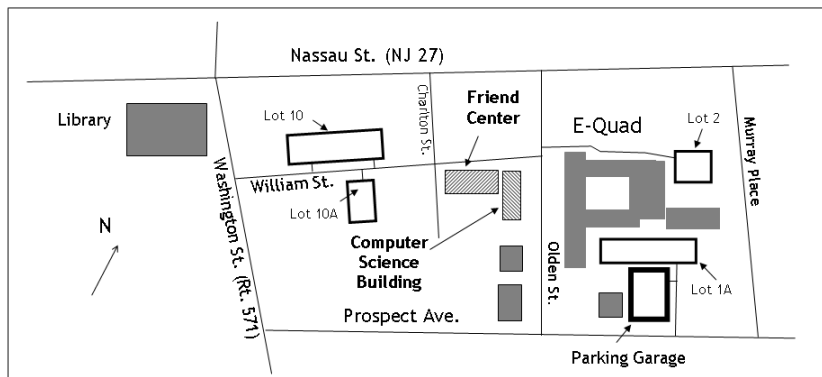 Nassau St. (NJ 27)
Library
Lot 10
Charlton St.
Friend
Center
E-Quad
Lot 2
Murray Place
William St.
Lot 10A
Washington St. (Rt. 571)
N
Computer
Science
Building
Olden St.
Lot 1A
Prospect Ave.
Parking Garage